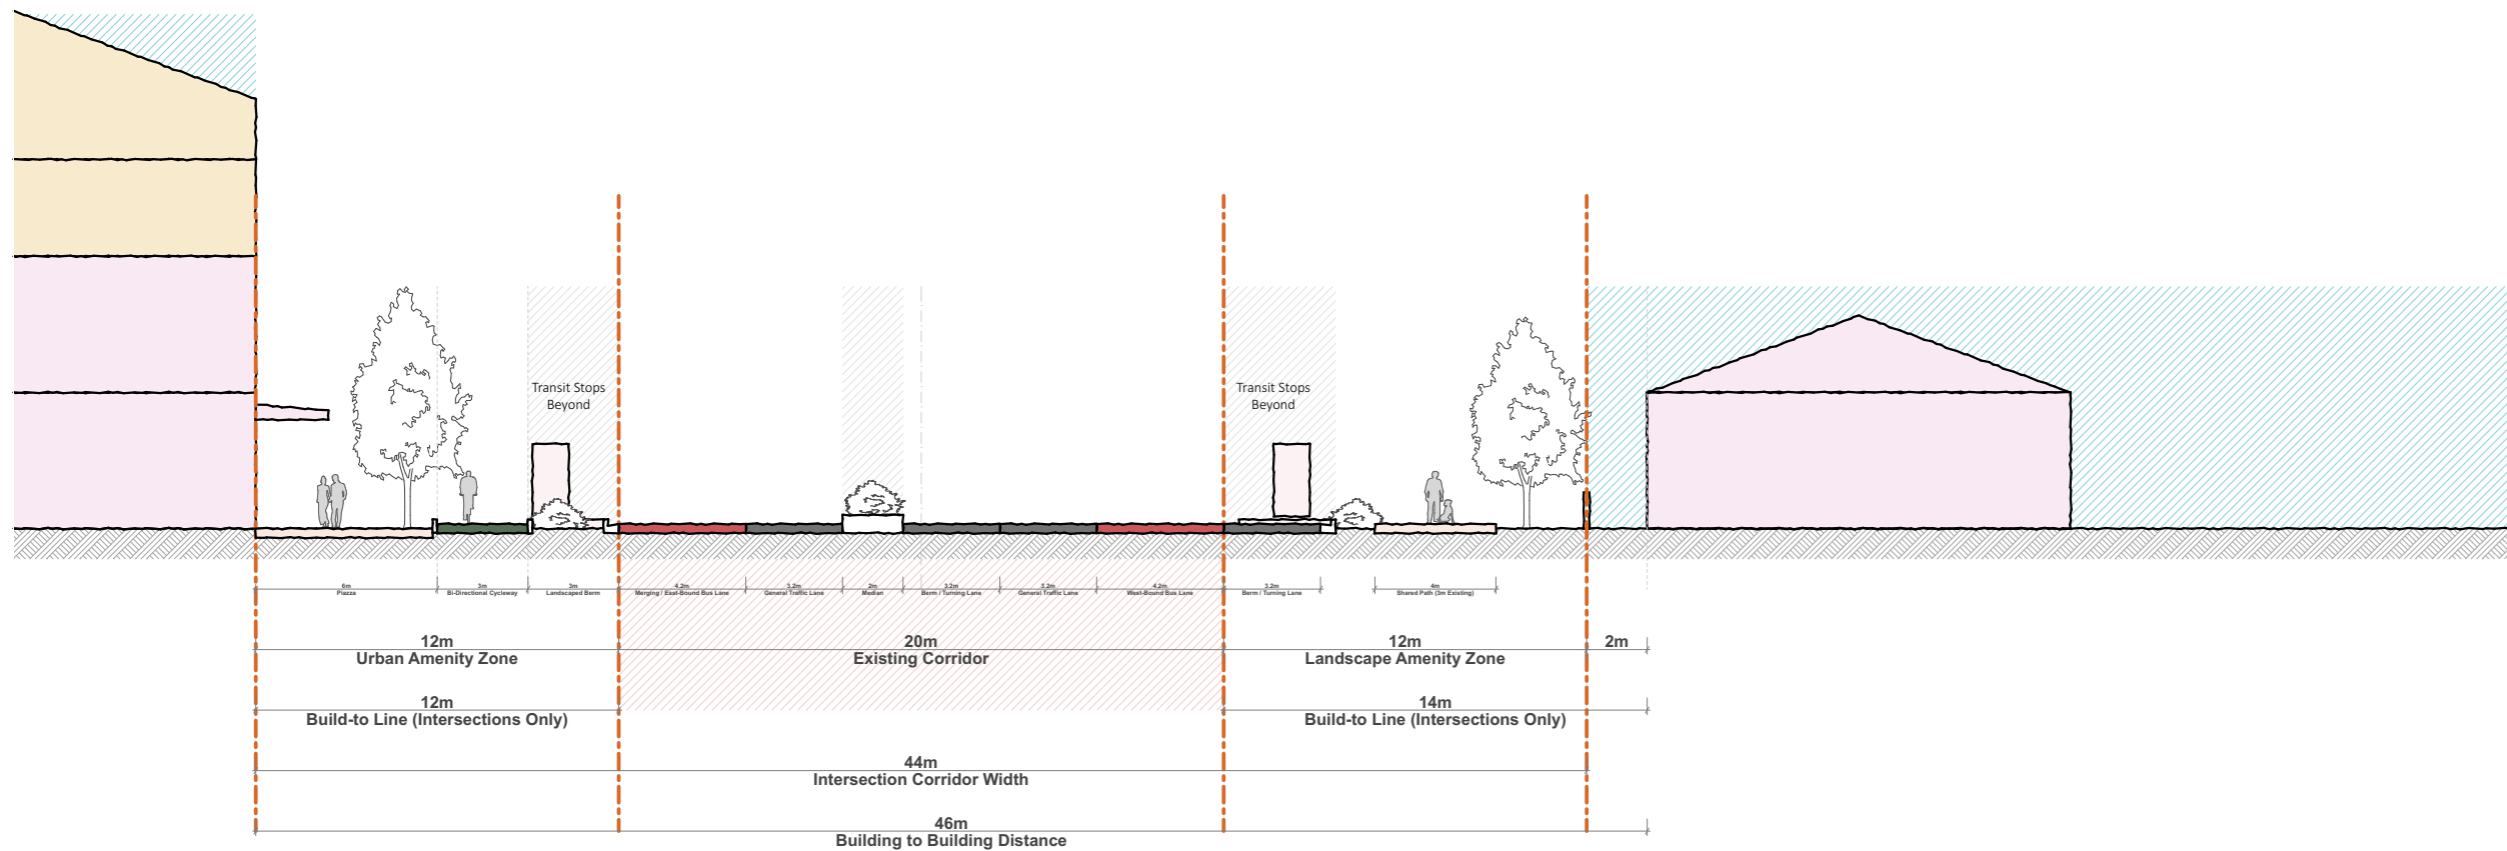 Transit Stops
Beyond
Transit Stops
Beyond
6m
Piazza
3m
Bi-Directional Cycleway
3m
Landscaped Berm
4.2m
Merging / East-Bound Bus Lane
3.2m
General Traffic Lane
2m
Median
3.2m
Berm / Turning Lane
3.2m
General Traffic Lane
4.2m
West-Bound Bus Lane
3.2m
Berm / Turning Lane
4m
Shared Path (3m Existing)
12m
Urban Amenity Zone
20m
Existing Corridor
12m
Landscape Amenity Zone
2m
12m
Build-to Line (Intersections Only)
14m
Build-to Line (Intersections Only)
44m
Intersection Corridor Width
46m
Building to Building Distance